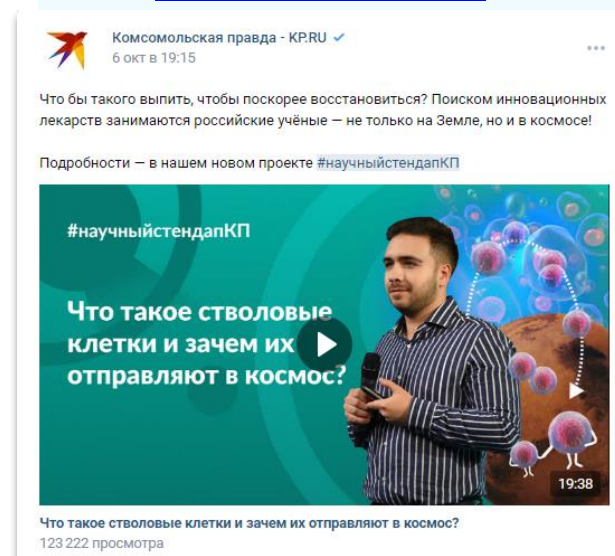 Комсомольская правда - KP.RU
6 окт в 19:15
Что бы такого выпить, чтобы поскорее восстановиться? Поиском инновационных
лекарств занимаются российские учёные — не только на Земле, но и в космосе!
Подробности — в нашем новом проекте #научныйстендапКП
#научныйстендапКП
Что такое стволовые
клетки и зачем их
отправляют в космос?
19:38
Что такое стволовые клетки и зачем их отправляют в космос?
123 222 просмотра